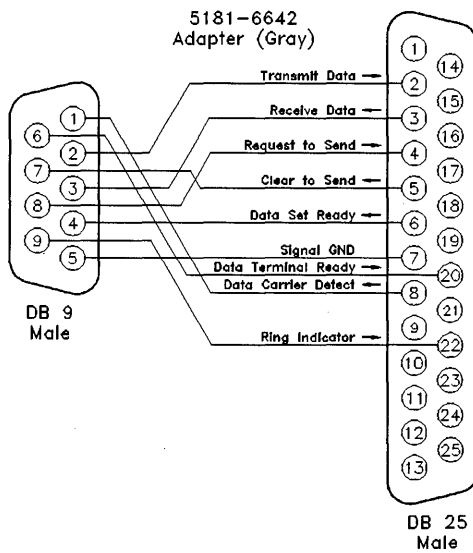 5181-6642
Adapter (Gray)
Transmit Data
Receive Data
Request to Send
Clear to Send
Data Set Ready
Signal GND
Data Terminal Ready
Data Carrier Detect
Ring Indicator
1
2
3
4
5
6
7
8
9
DB 9
Male
1
2
3
4
5
6
7
8
9
10
11
12
13
14
15
16
17
18
19
20
21
22
23
24
25
DB 25
Male